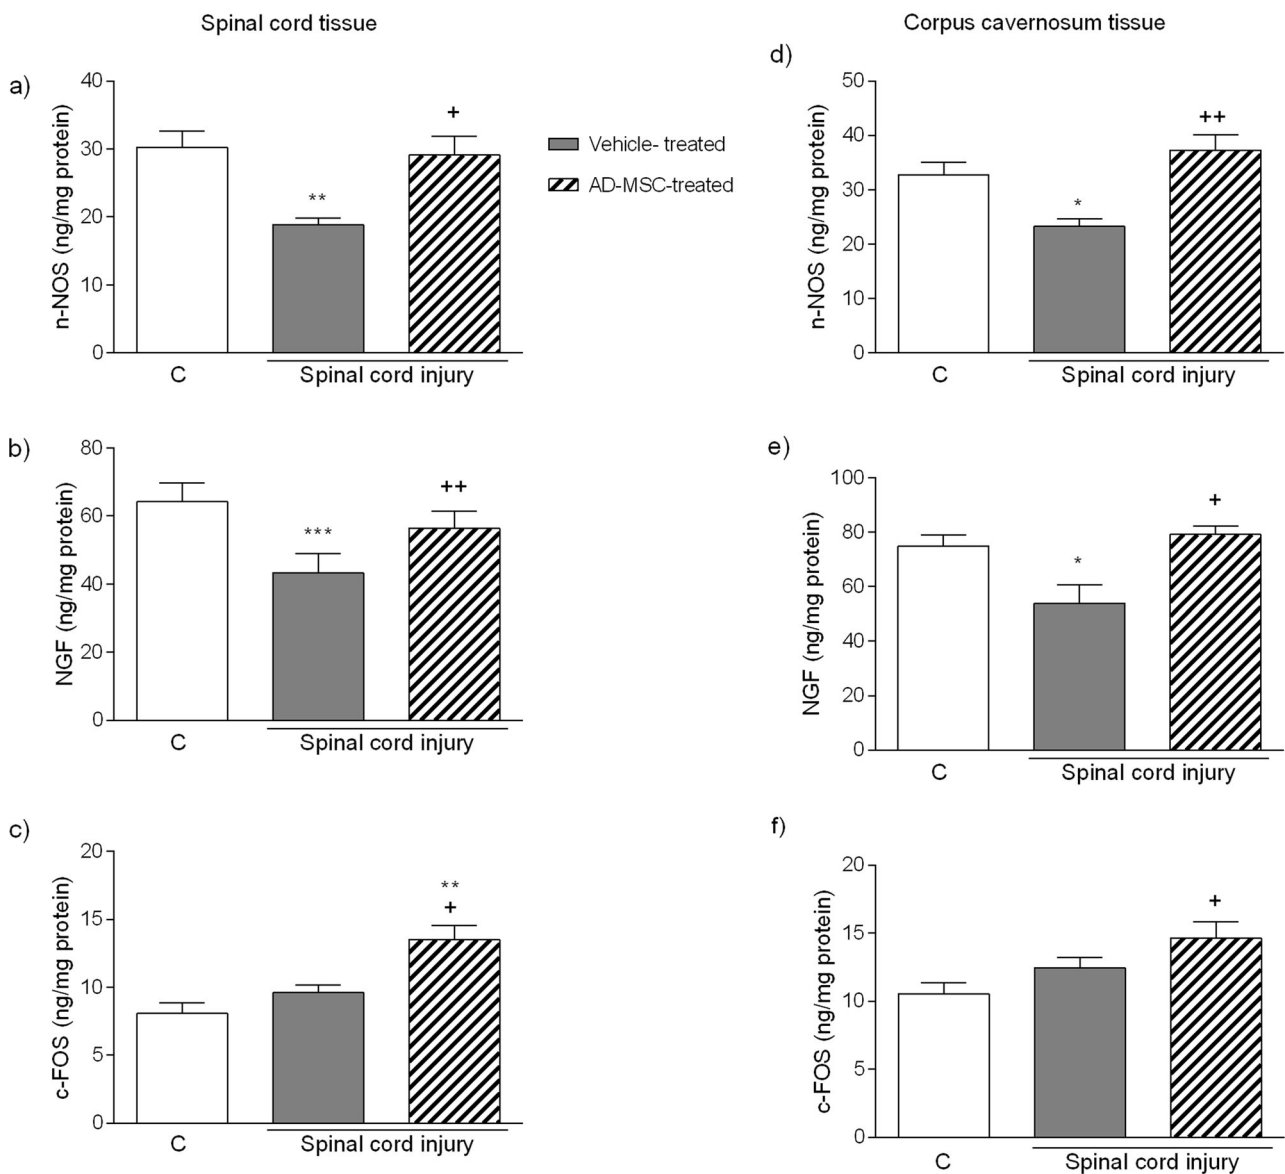 Spinal cord tissue
Corpus cavernosum tissue
a)
n-NOS (ng/mg protein)
40
30
20
10
0
**
+
C
Spinal cord injury
Vehicle- treated
AD-MSC-treated
d)
n-NOS (ng/mg protein)
50
40
30
20
10
0
*
++
C
Spinal cord injury
b)
NGF (ng/mg protein)
80
60
40
20
0
***
++
C
Spinal cord injury
e)
NGF (ng/mg protein)
100
80
60
40
20
0
*
+
C
Spinal cord injury
c)
c-FOS (ng/mg protein)
20
15
10
5
0
**
+
C
Spinal cord injury
f)
c-FOS (ng/mg protein)
20
15
10
5
0
+
C
Spinal cord injury